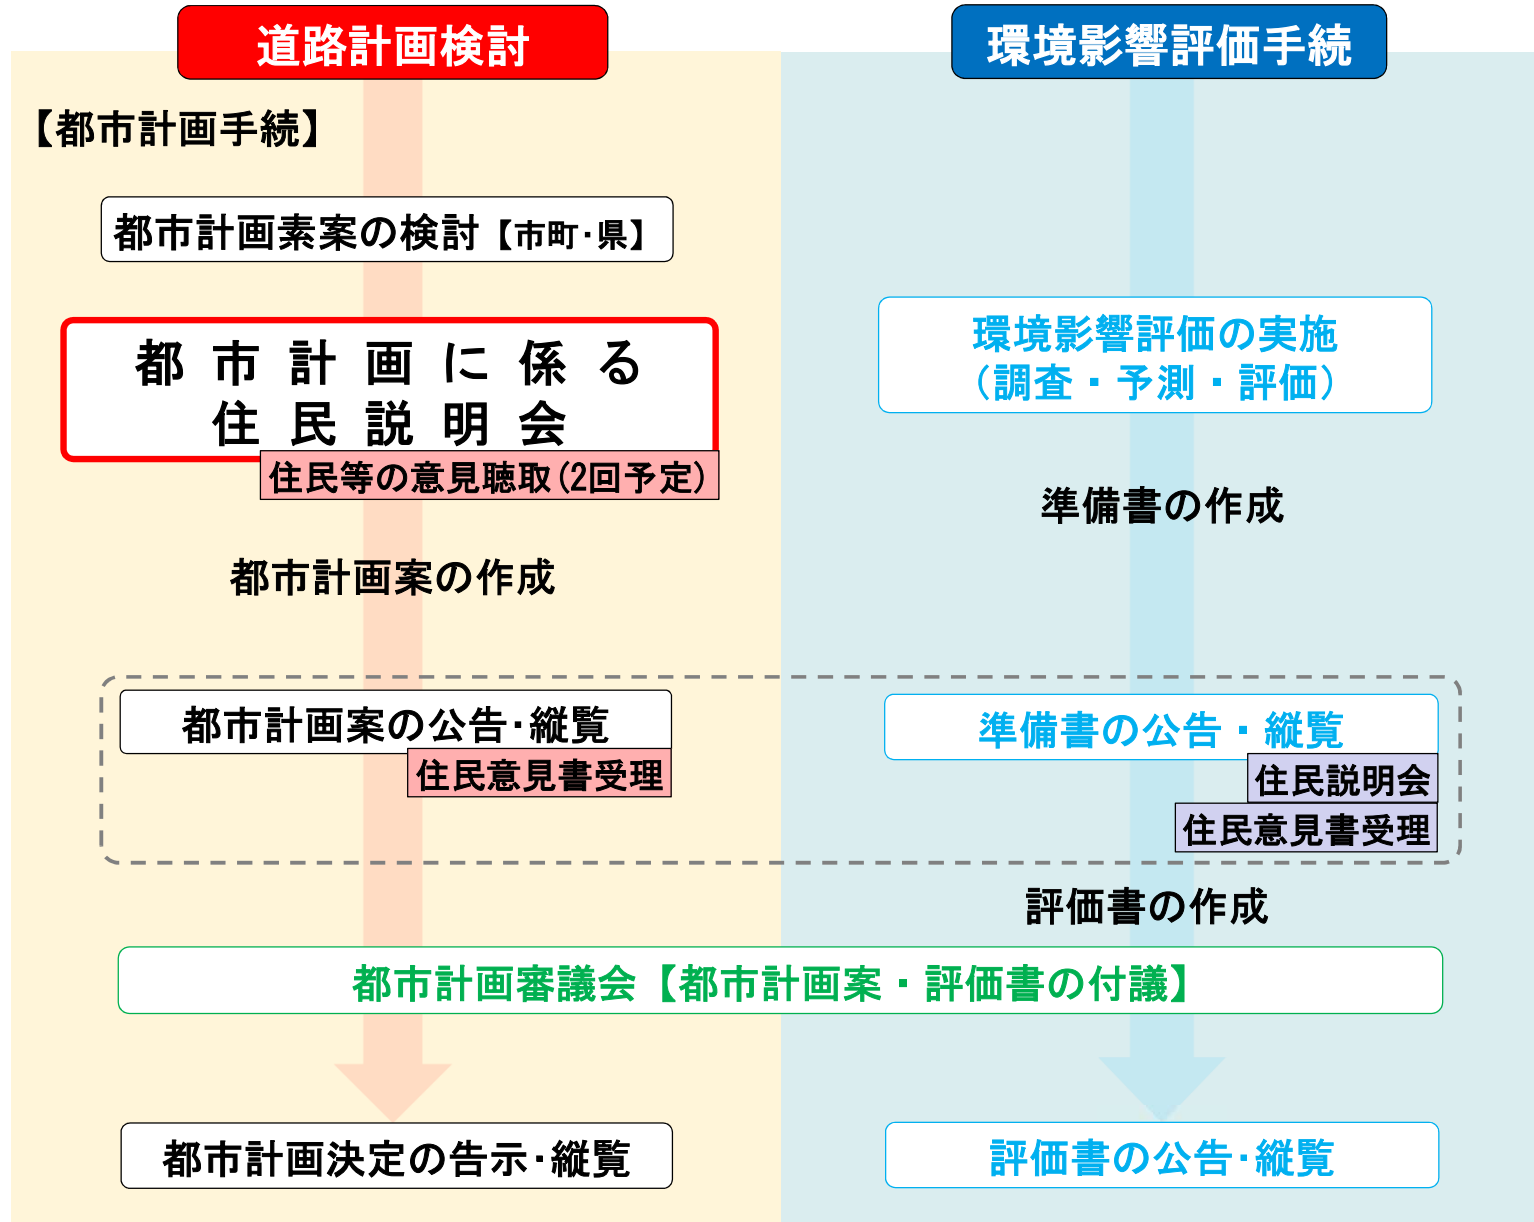 道路計画検討
【都市計画手続】
都市計画素案の検討【市町・県】
都市計画に係る
住民説明会
住民等の意見聴取(2回予定)
都市計画案の作成
都市計画案の公告・縦覧
住民意見書受理
環境影響評価手続
環境影響評価の実施
（調査・予測・評価）
準備書の作成
準備書の公告・縦覧
住民説明会
住民意見書受理
評価書の作成
都市計画審議会【都市計画案・評価書の付議】
都市計画決定の告示・縦覧
評価書の公告・縦覧